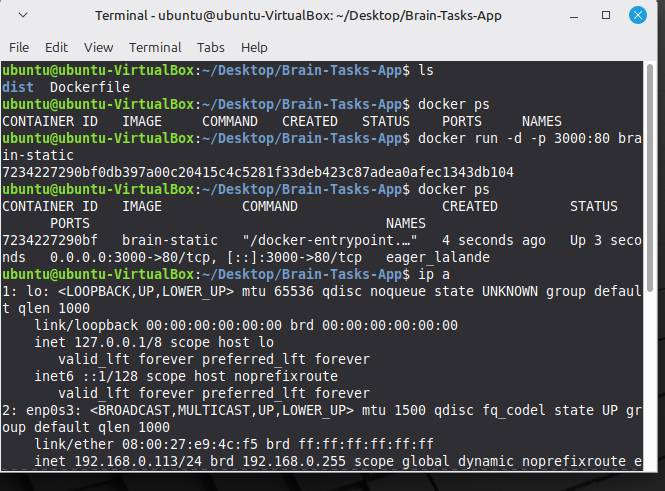 Terminal - ubuntu@ubuntu-VirtualBox: ~/Desktop/Brain-Tasks-App
File Edit View Terminal Tabs Help
ubuntu@ubuntu-VirtualBox:~/Desktop/Brain-Tasks-App$ ls
dist  Dockerfile
ubuntu@ubuntu-VirtualBox:~/Desktop/Brain-Tasks-App$ docker ps
CONTAINER ID   IMAGE     COMMAND   CREATED   STATUS    PORTS     NAMES
ubuntu@ubuntu-VirtualBox:~/Desktop/Brain-Tasks-App$ docker run -d -p 3000:80 bra
in-static
7234227290bf0db397a00c20415c4c5281f33deb423c87adea0afec1343db104
ubuntu@ubuntu-VirtualBox:~/Desktop/Brain-Tasks-App$ docker ps
CONTAINER ID   IMAGE          COMMAND                  CREATED         STATUS
      PORTS                                     NAMES
7234227290bf   brain-static   "/docker-entrypoint.…"   4 seconds ago   Up 3 seco
nds   0.0.0.0:3000->80/tcp, [::]:3000->80/tcp   eager_lalande
ubuntu@ubuntu-VirtualBox:~/Desktop/Brain-Tasks-App$ ip a
1: lo: <LOOPBACK,UP,LOWER_UP> mtu 65536 qdisc noqueue state UNKNOWN group defaul
t qlen 1000
    link/loopback 00:00:00:00:00:00 brd 00:00:00:00:00:00
    inet 127.0.0.1/8 scope host lo
       valid_lft forever preferred_lft forever
    inet6 ::1/128 scope host noprefixroute
       valid_lft forever preferred_lft forever
2: enp0s3: <BROADCAST,MULTICAST,UP,LOWER_UP> mtu 1500 qdisc fq_codel state UP gr
oup default qlen 1000
    link/ether 08:00:27:e9:4c:f5 brd ff:ff:ff:ff:ff:ff
    inet 192.168.0.113/24 brd 192.168.0.255 scope global dynamic noprefixroute e